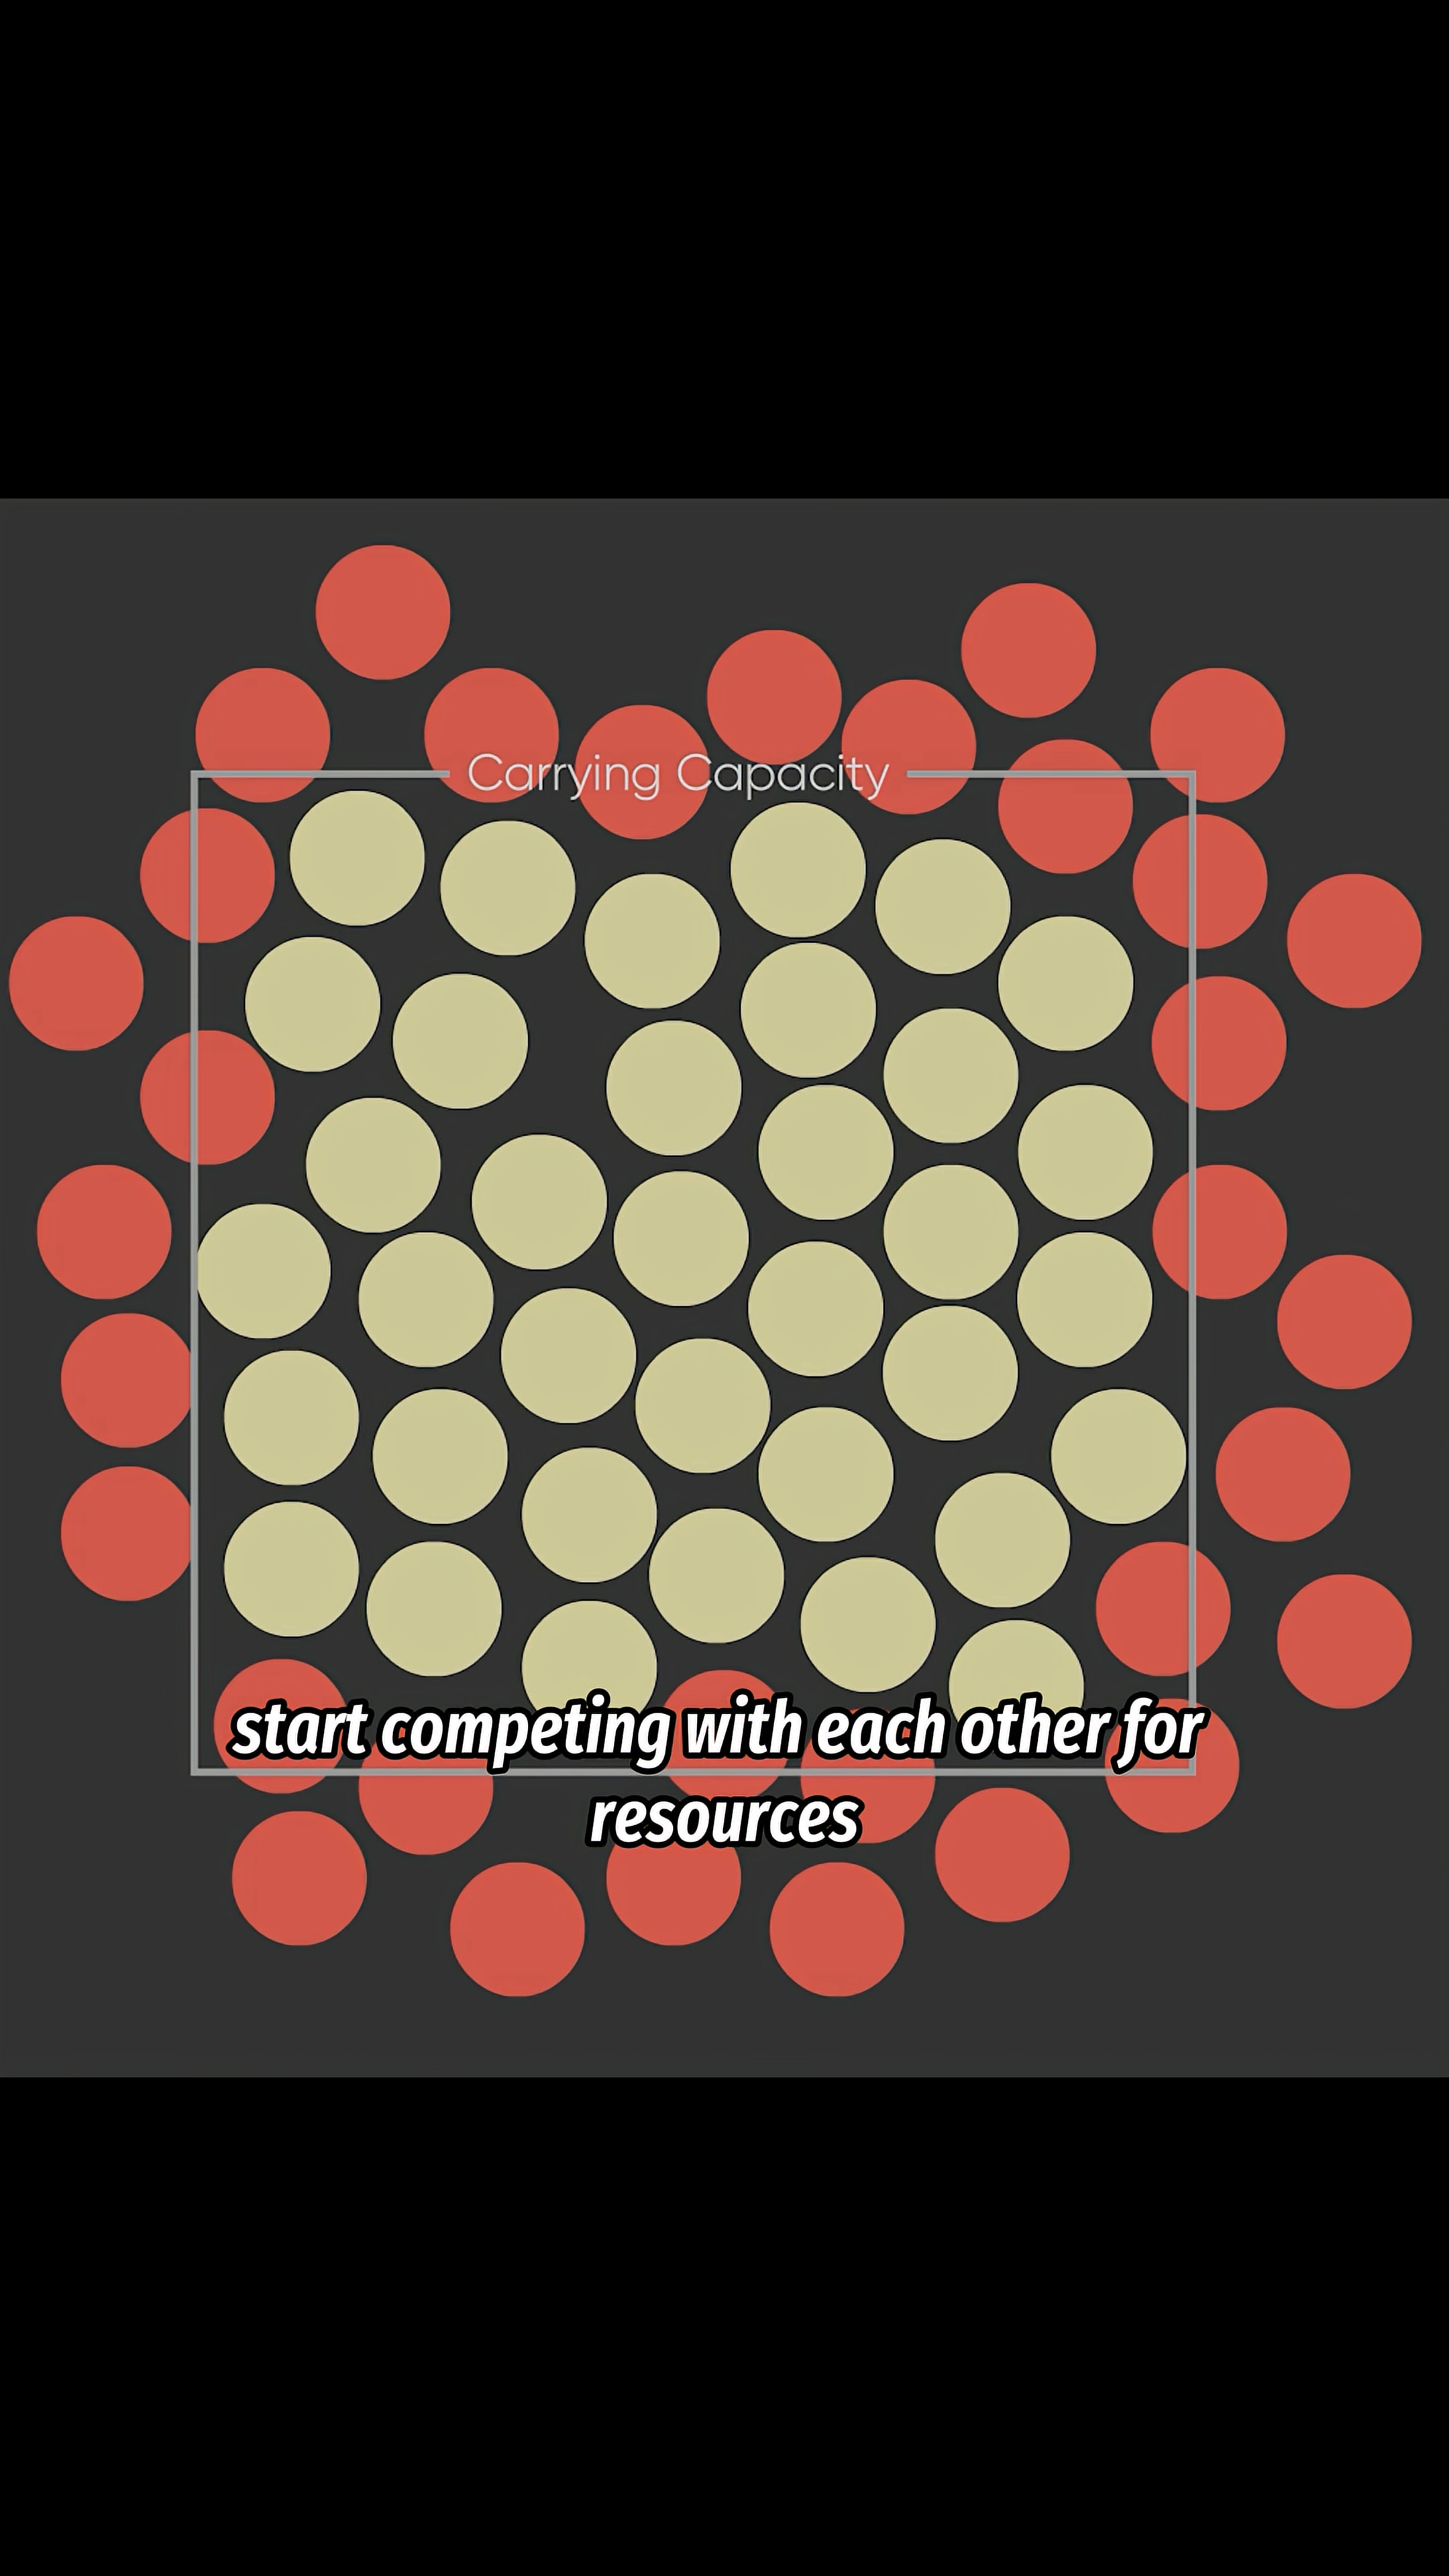 Carrying Capacity
start competing with each other for
resources